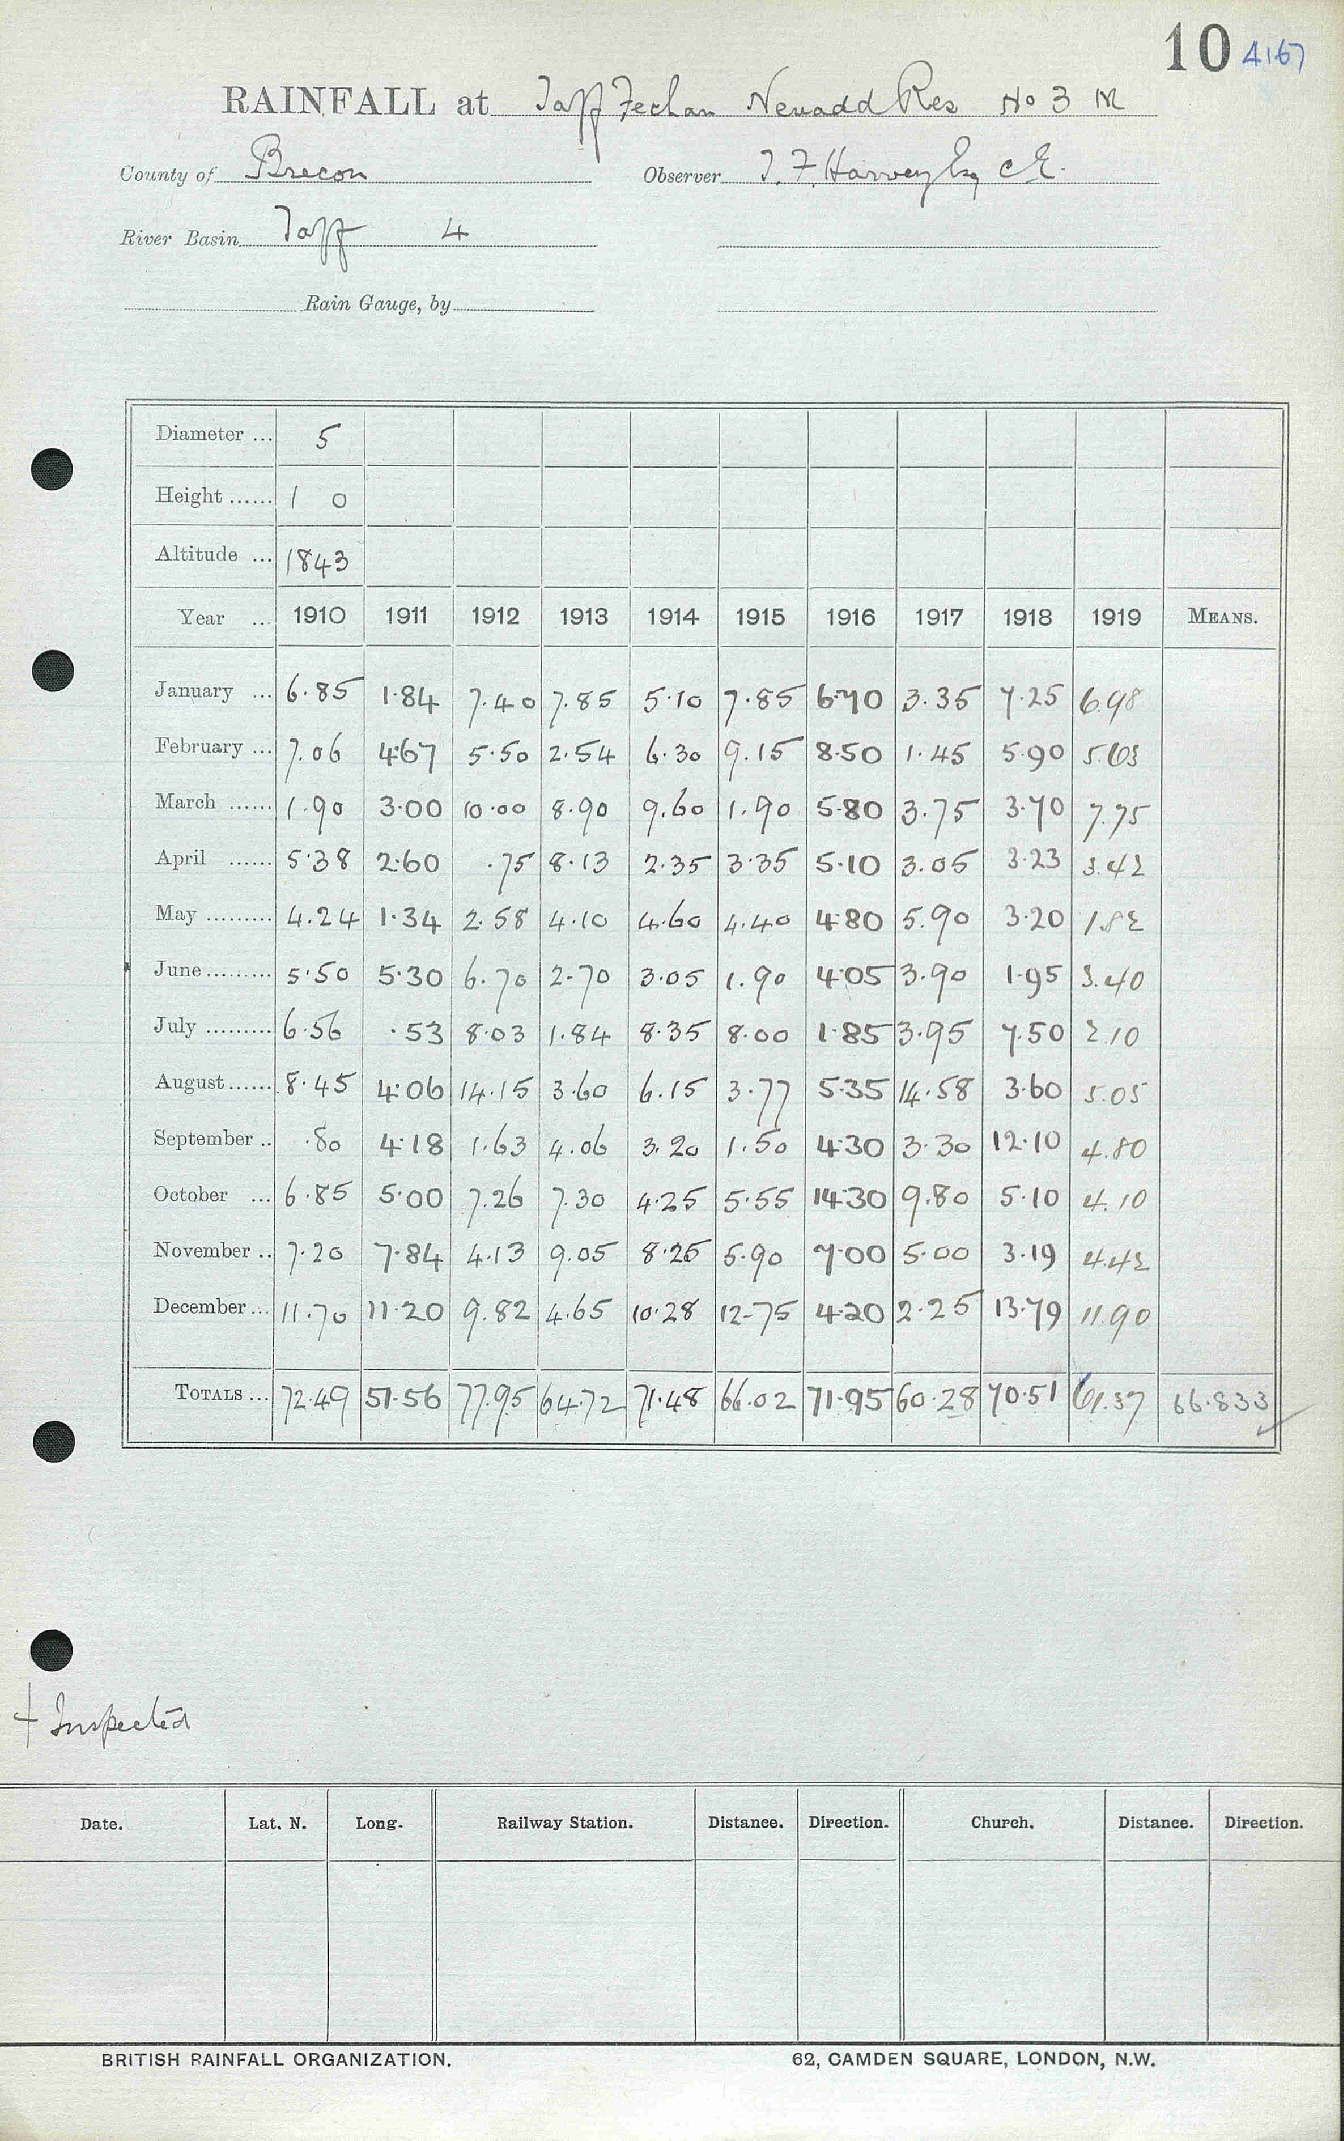 10 4167
RAINFALL at Taff Fechan Neuadd Res No 3 M
County of Brecon Observer T. F. Harvey Esq C.E.
River Basin Taff 4
Rain Gauge, by
Diameter ... 5
Height ...... 1 0
Altitude ... 1843
Year ... 1910 1911 1912 1913 1914 1915 1916 1917 1918 1919 MEANS.
January ... 6.85 1.84 7.40 7.85 5.10 7.85 6.70 3.35 7.25 6.98
February ... 7.06 4.67 5.50 2.54 6.30 9.15 8.50 1.45 5.90 5.63
March ...... 1.90 3.00 10.00 8.90 9.60 1.90 5.80 3.75 3.70 7.75
April ...... 5.38 2.60 .75 8.13 2.35 3.35 5.10 3.05 3.23 3.42
May ......... 4.24 1.34 2.58 4.10 4.60 4.40 4.80 5.90 3.20 1.82
June ......... 5.50 5.30 6.70 2.70 3.05 1.90 4.05 3.90 1.95 3.40
July ......... 6.56 .53 8.03 1.84 8.35 8.00 1.85 3.95 7.50 2.10
August ...... 8.45 4.06 14.15 3.60 6.15 3.77 5.35 14.58 3.60 5.05
September .. .80 4.18 1.63 4.06 3.20 1.50 4.30 3.30 12.10 4.80
October ... 6.85 5.00 7.26 7.30 4.25 5.55 14.30 9.80 5.10 4.10
November .. 7.20 7.84 4.13 9.05 8.25 5.90 7.00 5.00 3.19 4.42
December ... 11.70 11.20 9.82 4.65 10.28 12.75 4.20 2.25 13.79 11.90
TOTALS ... 72.49 51.56 77.95 64.72 71.48 66.02 71.95 60.28 70.51 61.37 66.833
+ Inspected
Date. Lat. N. Long. Railway Station. Distance. Direction. Church. Distance. Direction.
BRITISH RAINFALL ORGANIZATION. 62, CAMDEN SQUARE, LONDON, N.W.